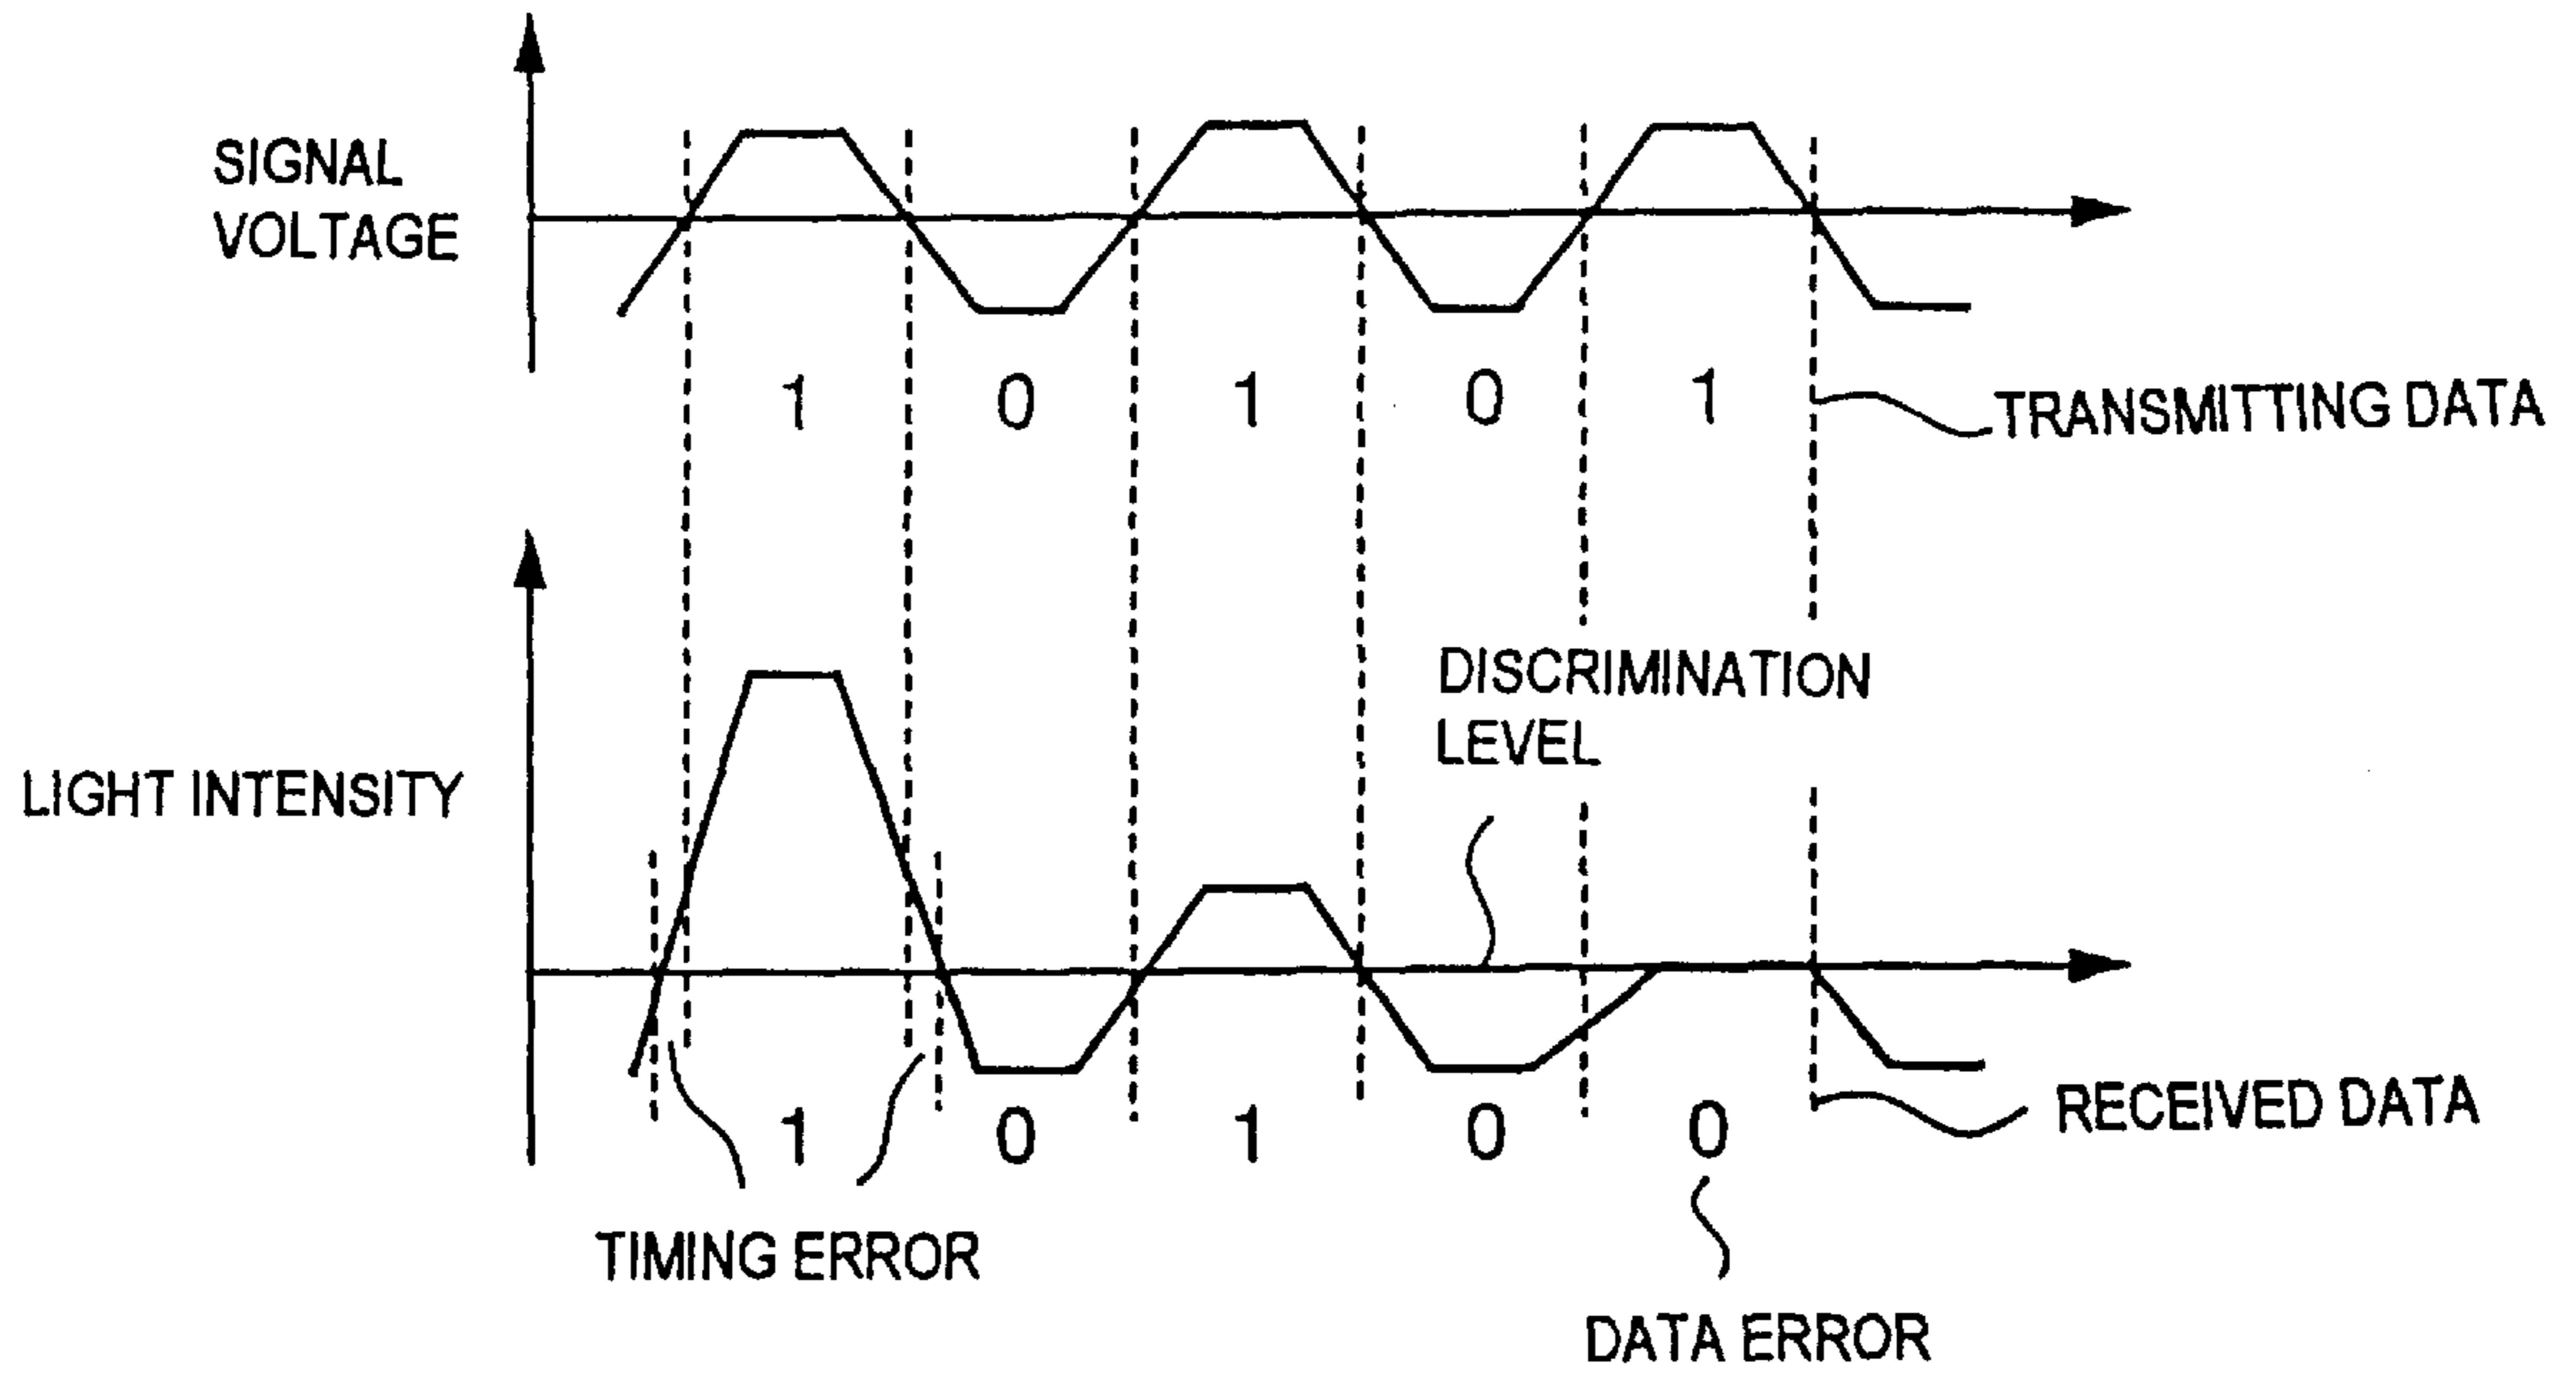 SIGNAL
VOLTAGE
1 0 1 0 1
TRANSMITTING DATA
DISCRIMINATION
LEVEL
LIGHT INTENSITY
1 0 1 0 0
RECEIVED DATA
TIMING ERROR
DATA ERROR